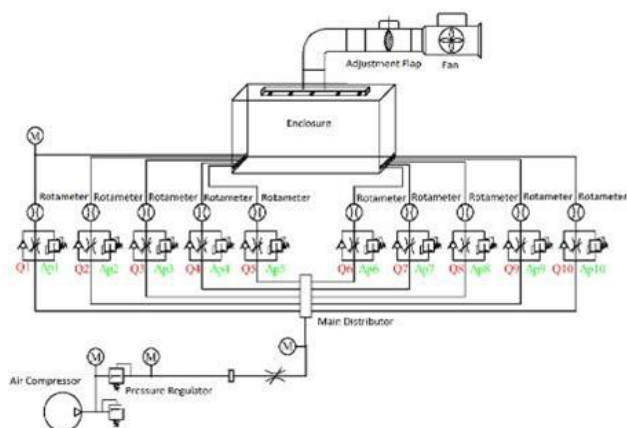 Adjustment Flap Fan
Enclosure
M
Rotameter Rotameter Rotameter Rotameter Rotameter Rotameter Rotameter Rotameter Rotameter Rotameter
Q1 Δp1 Q2 Δp2 Q3 Δp3 Q4 Δp4 Q5 Δp5 Q6 Δp6 Q7 Δp7 Q8 Δp8 Q9 Δp9 Q10 Δp10
Main Distributor
M M M
Air Compressor Pressure Regulator